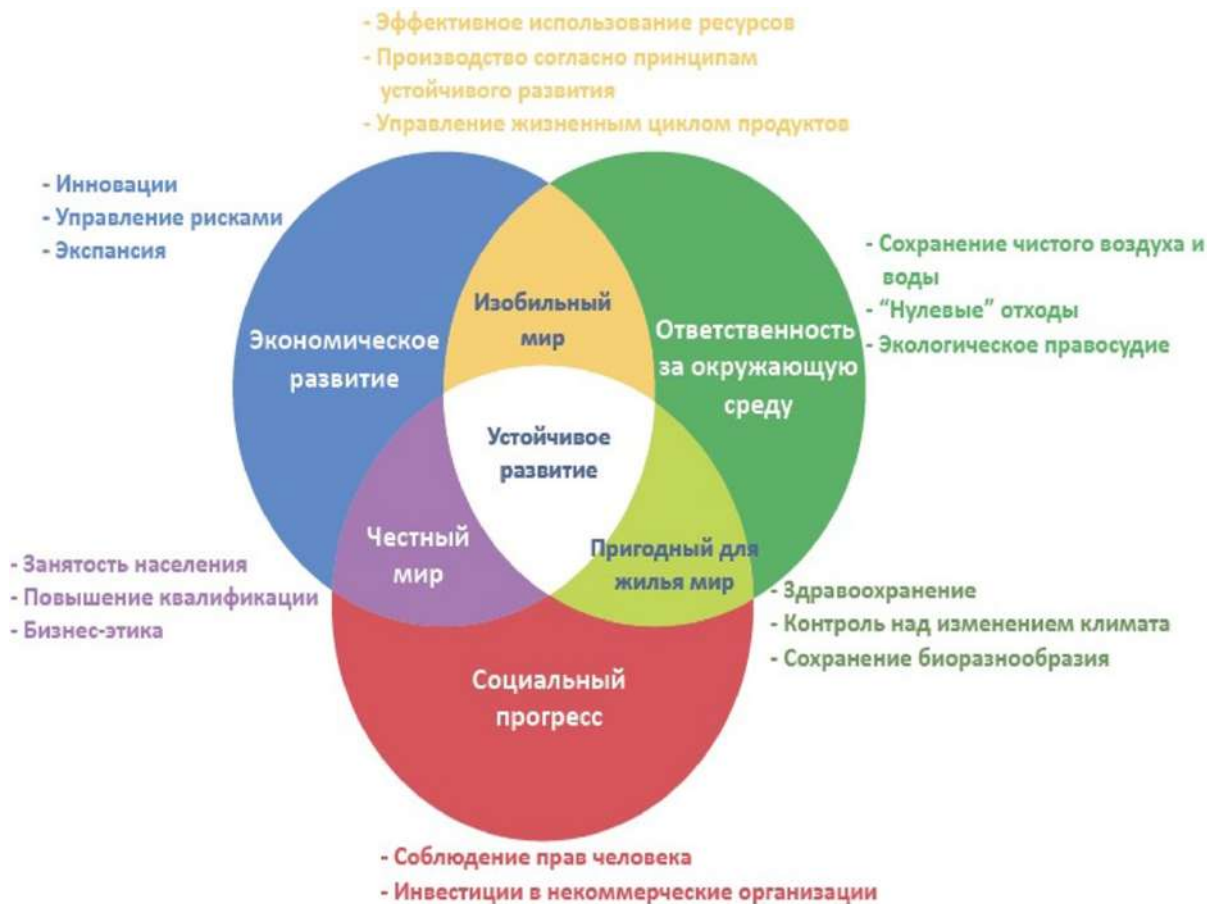 - Эффективное использование ресурсов
- Производство согласно принципам
устойчивого развития
- Управление жизненным циклом продуктов
- Инновации
- Управление рисками
- Экспансия
- Сохранение чистого воздуха и
воды
- “Нулевые” отходы
- Экологическое правосудие
Изобильный
мир
Экономическое
развитие
Ответственность
за окружающую
среду
Устойчивое
развитие
Честный
мир
Пригодный для
жилья мир
- Занятость населения
- Повышение квалификации
- Бизнес-этика
- Здравоохранение
- Контроль над изменением климата
- Сохранение биоразнообразия
Социальный
прогресс
- Соблюдение прав человека
- Инвестиции в некоммерческие организации